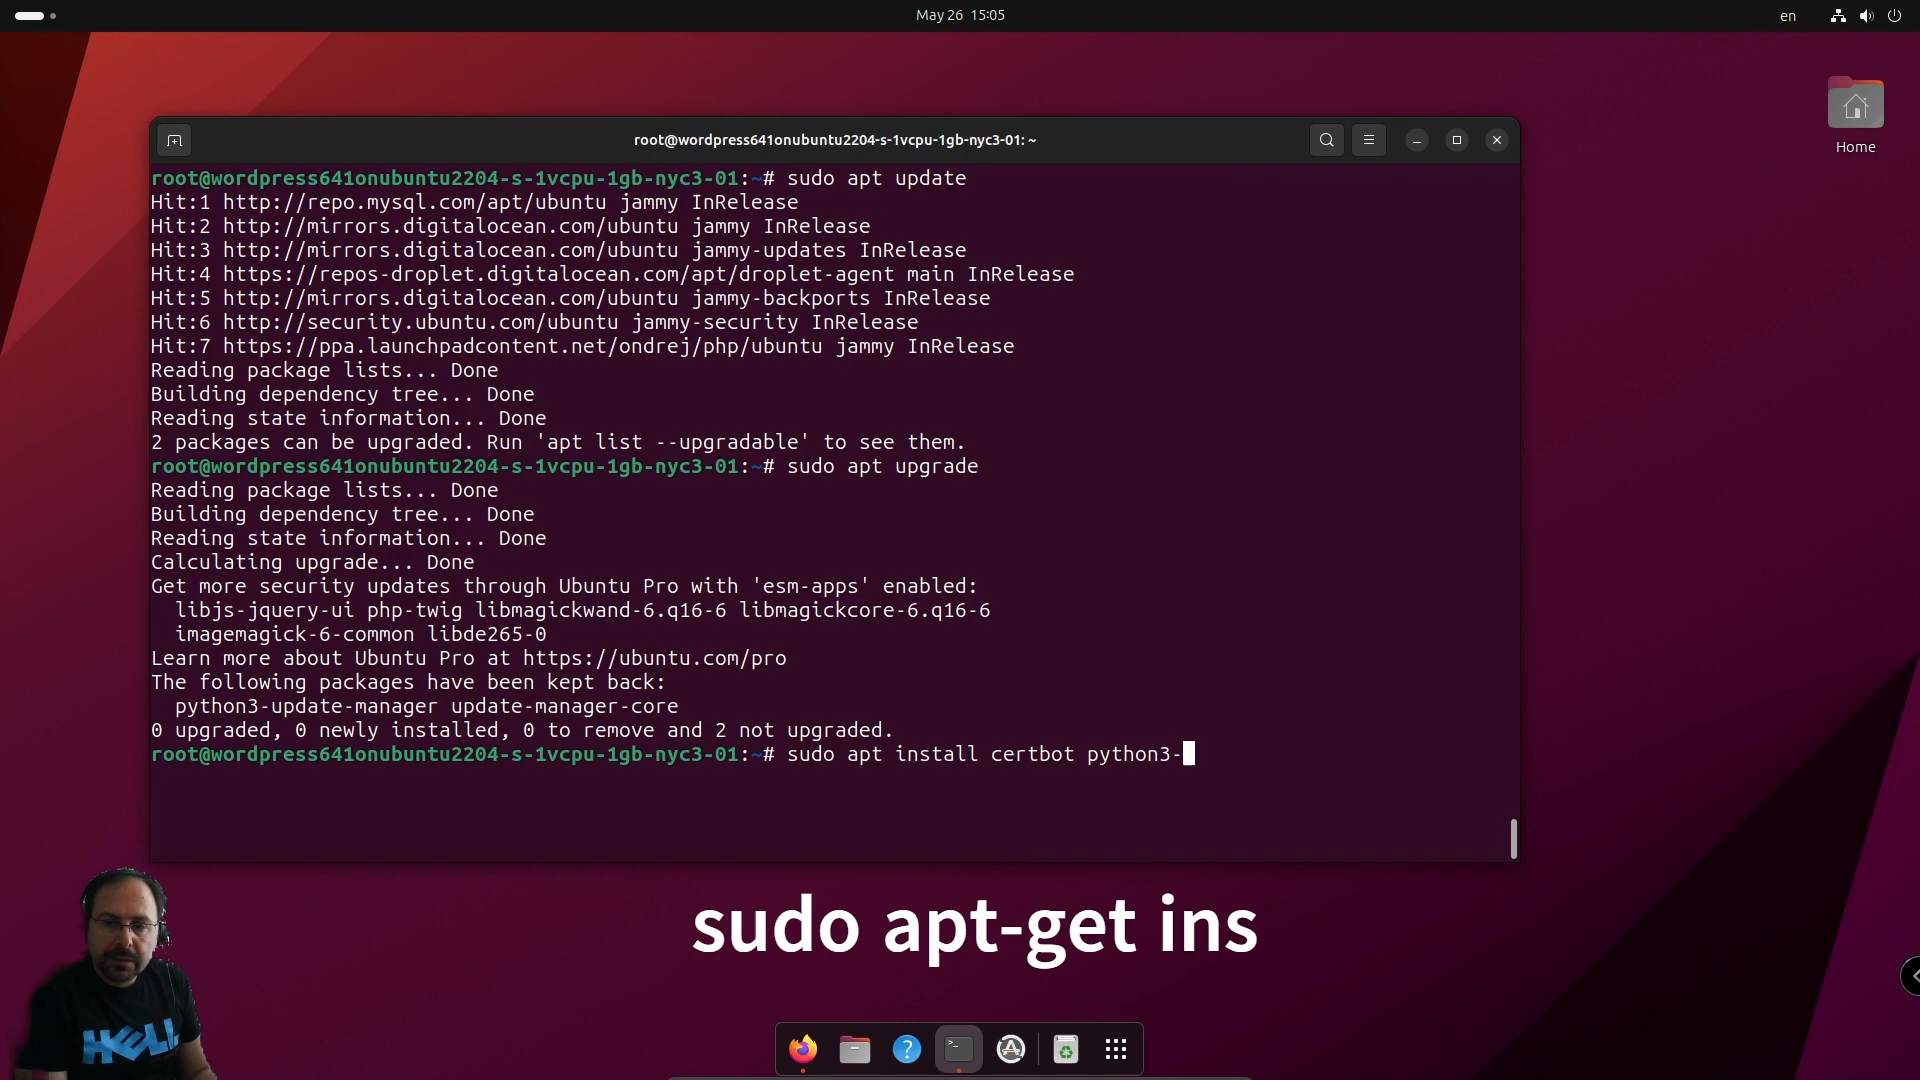 May 26 15:05
en
Home
root@wordpress641onubuntu2204-s-1vcpu-1gb-nyc3-01: ~
root@wordpress641onubuntu2204-s-1vcpu-1gb-nyc3-01:~# sudo apt update
Hit:1 http://repo.mysql.com/apt/ubuntu jammy InRelease
Hit:2 http://mirrors.digitalocean.com/ubuntu jammy InRelease
Hit:3 http://mirrors.digitalocean.com/ubuntu jammy-updates InRelease
Hit:4 https://repos-droplet.digitalocean.com/apt/droplet-agent main InRelease
Hit:5 http://mirrors.digitalocean.com/ubuntu jammy-backports InRelease
Hit:6 http://security.ubuntu.com/ubuntu jammy-security InRelease
Hit:7 https://ppa.launchpadcontent.net/ondrej/php/ubuntu jammy InRelease
Reading package lists... Done
Building dependency tree... Done
Reading state information... Done
2 packages can be upgraded. Run 'apt list --upgradable' to see them.
root@wordpress641onubuntu2204-s-1vcpu-1gb-nyc3-01:~# sudo apt upgrade
Reading package lists... Done
Building dependency tree... Done
Reading state information... Done
Calculating upgrade... Done
Get more security updates through Ubuntu Pro with 'esm-apps' enabled:
libjs-jquery-ui php-twig libmagickwand-6.q16-6 libmagickcore-6.q16-6
imagemagick-6-common libde265-0
Learn more about Ubuntu Pro at https://ubuntu.com/pro
The following packages have been kept back:
python3-update-manager update-manager-core
0 upgraded, 0 newly installed, 0 to remove and 2 not upgraded.
root@wordpress641onubuntu2204-s-1vcpu-1gb-nyc3-01:~# sudo apt install certbot python3-
sudo apt-get ins
HELL